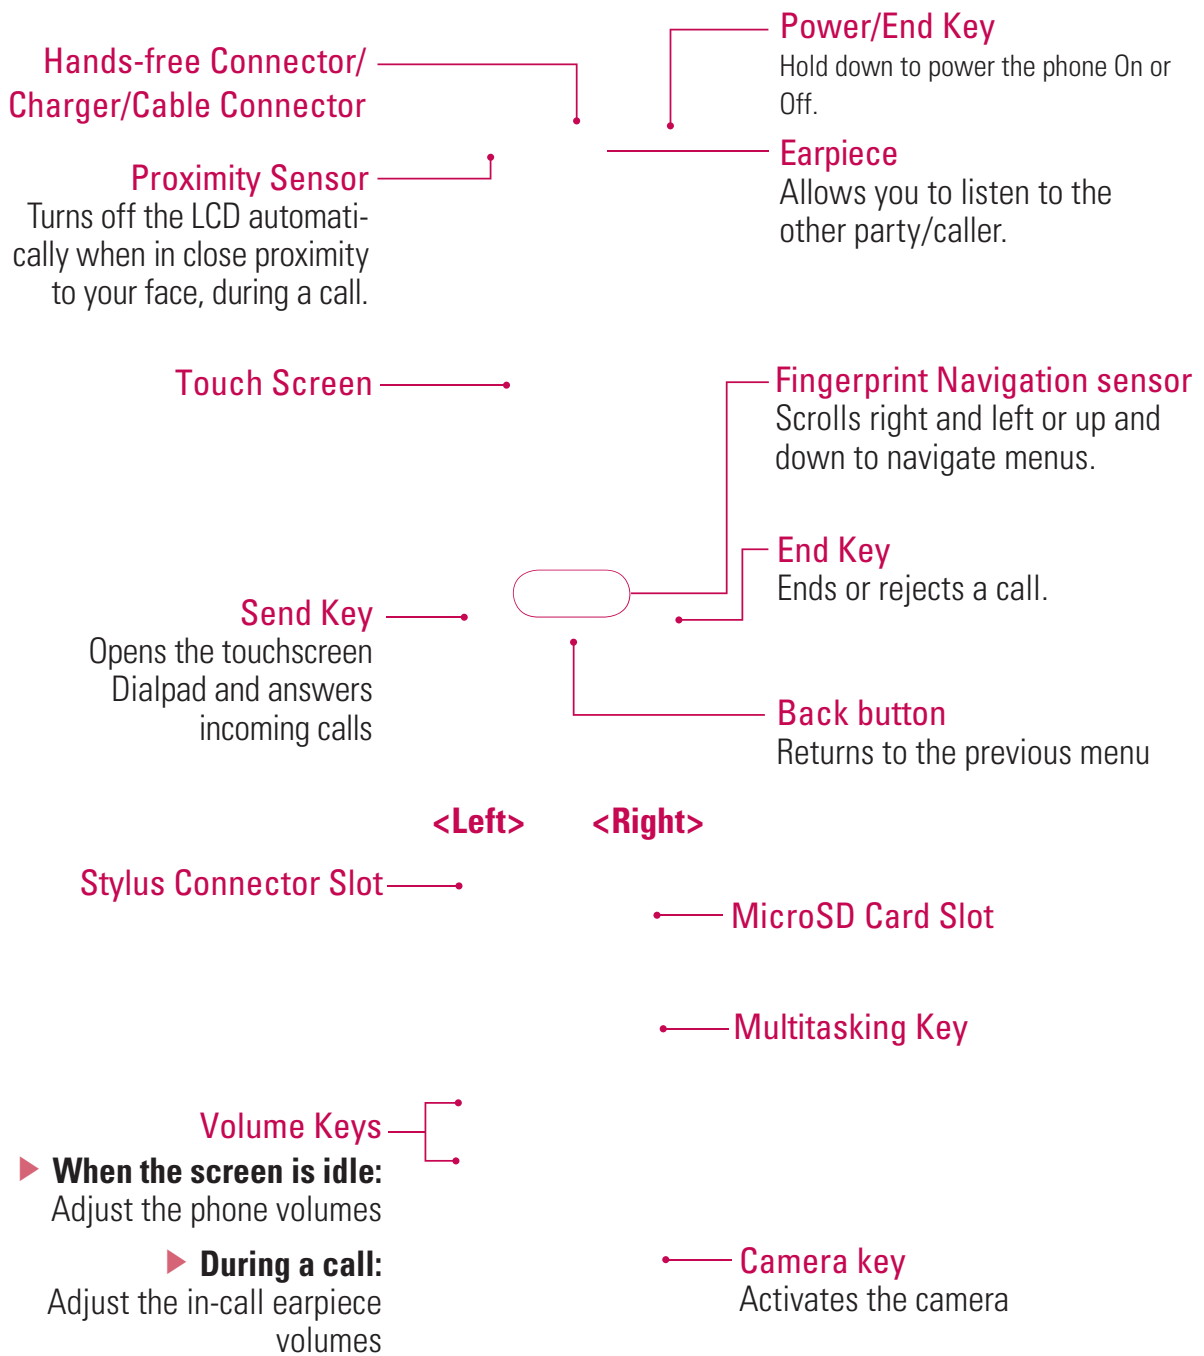 Hands-free Connector/
Charger/Cable Connector
Proximity Sensor
Turns off the LCD automati-
cally when in close proximity
to your face, during a call.
Touch Screen
Send Key
Opens the touchscreen
Dialpad and answers
incoming calls
Power/End Key
Hold down to power the phone On or
Off.
Earpiece
Allows you to listen to the
other party/caller.
Fingerprint Navigation sensor
Scrolls right and left or up and
down to navigate menus.
End Key
Ends or rejects a call.
Back button
Returns to the previous menu
<Left>
<Right>
Stylus Connector Slot
Volume Keys
▶ When the screen is idle:
Adjust the phone volumes
▶ During a call:
Adjust the in-call earpiece
volumes
MicroSD Card Slot
Multitasking Key
Camera key
Activates the camera